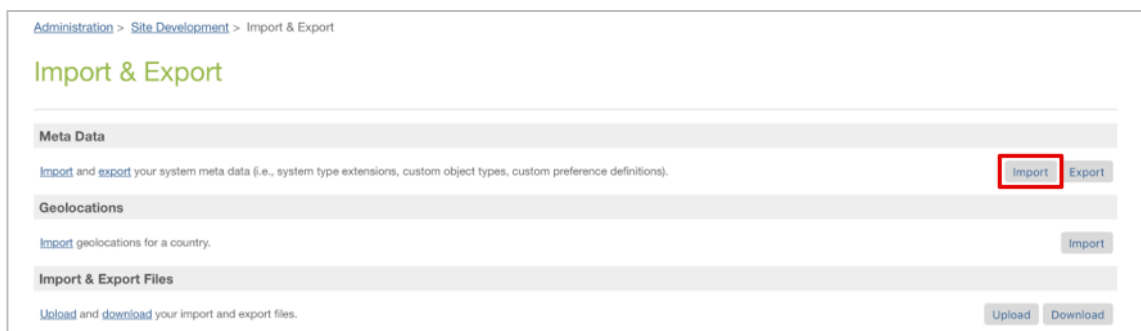 Administration > Site Development > Import & Export
Import & Export
Meta Data
Import and export your system meta data (i.e., system type extensions, custom object types, custom preference definitions).
Import Export
Geolocations
Import geolocations for a country.
Import
Import & Export Files
Upload and download your import and export files.
Upload Download